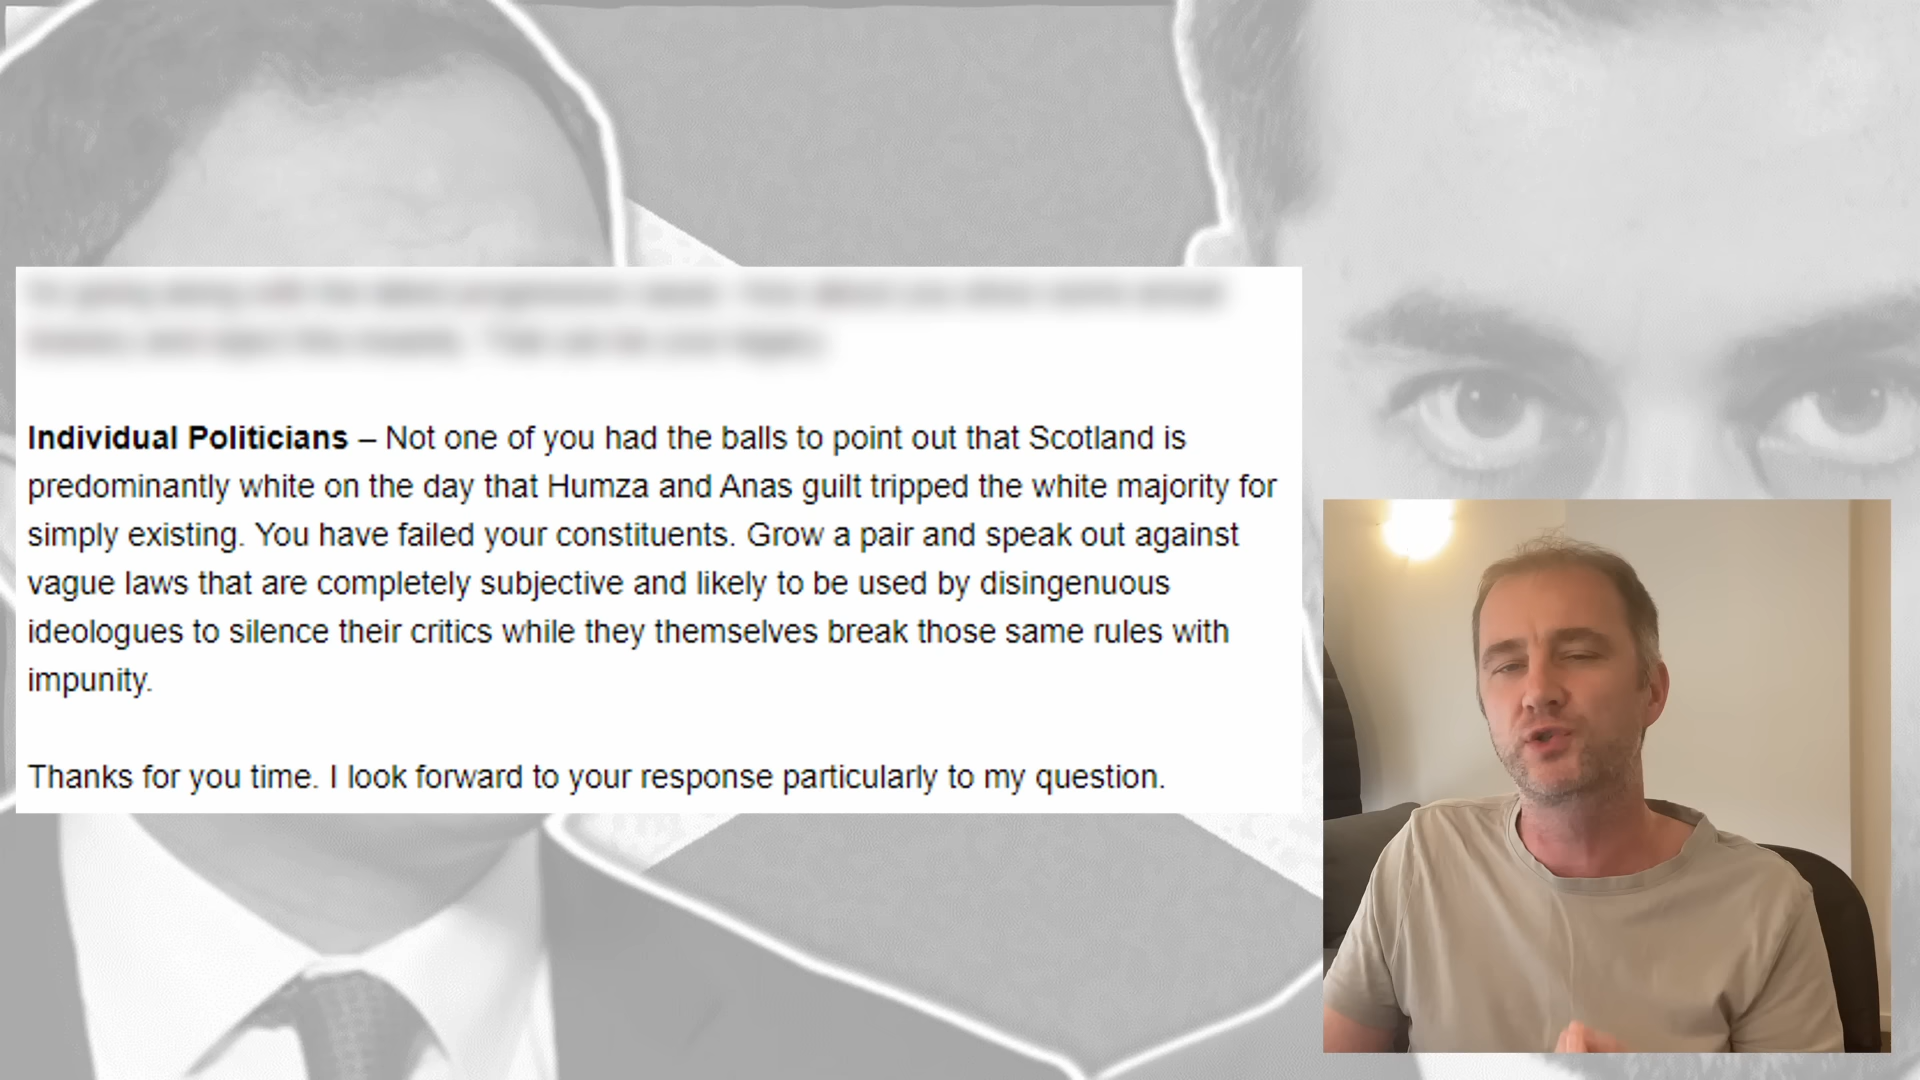 Individual Politicians – Not one of you had the balls to point out that Scotland is
predominantly white on the day that Humza and Anas guilt tripped the white majority for
simply existing. You have failed your constituents. Grow a pair and speak out against
vague laws that are completely subjective and likely to be used by disingenuous
ideologues to silence their critics while they themselves break those same rules with
impunity.
Thanks for you time. I look forward to your response particularly to my question.